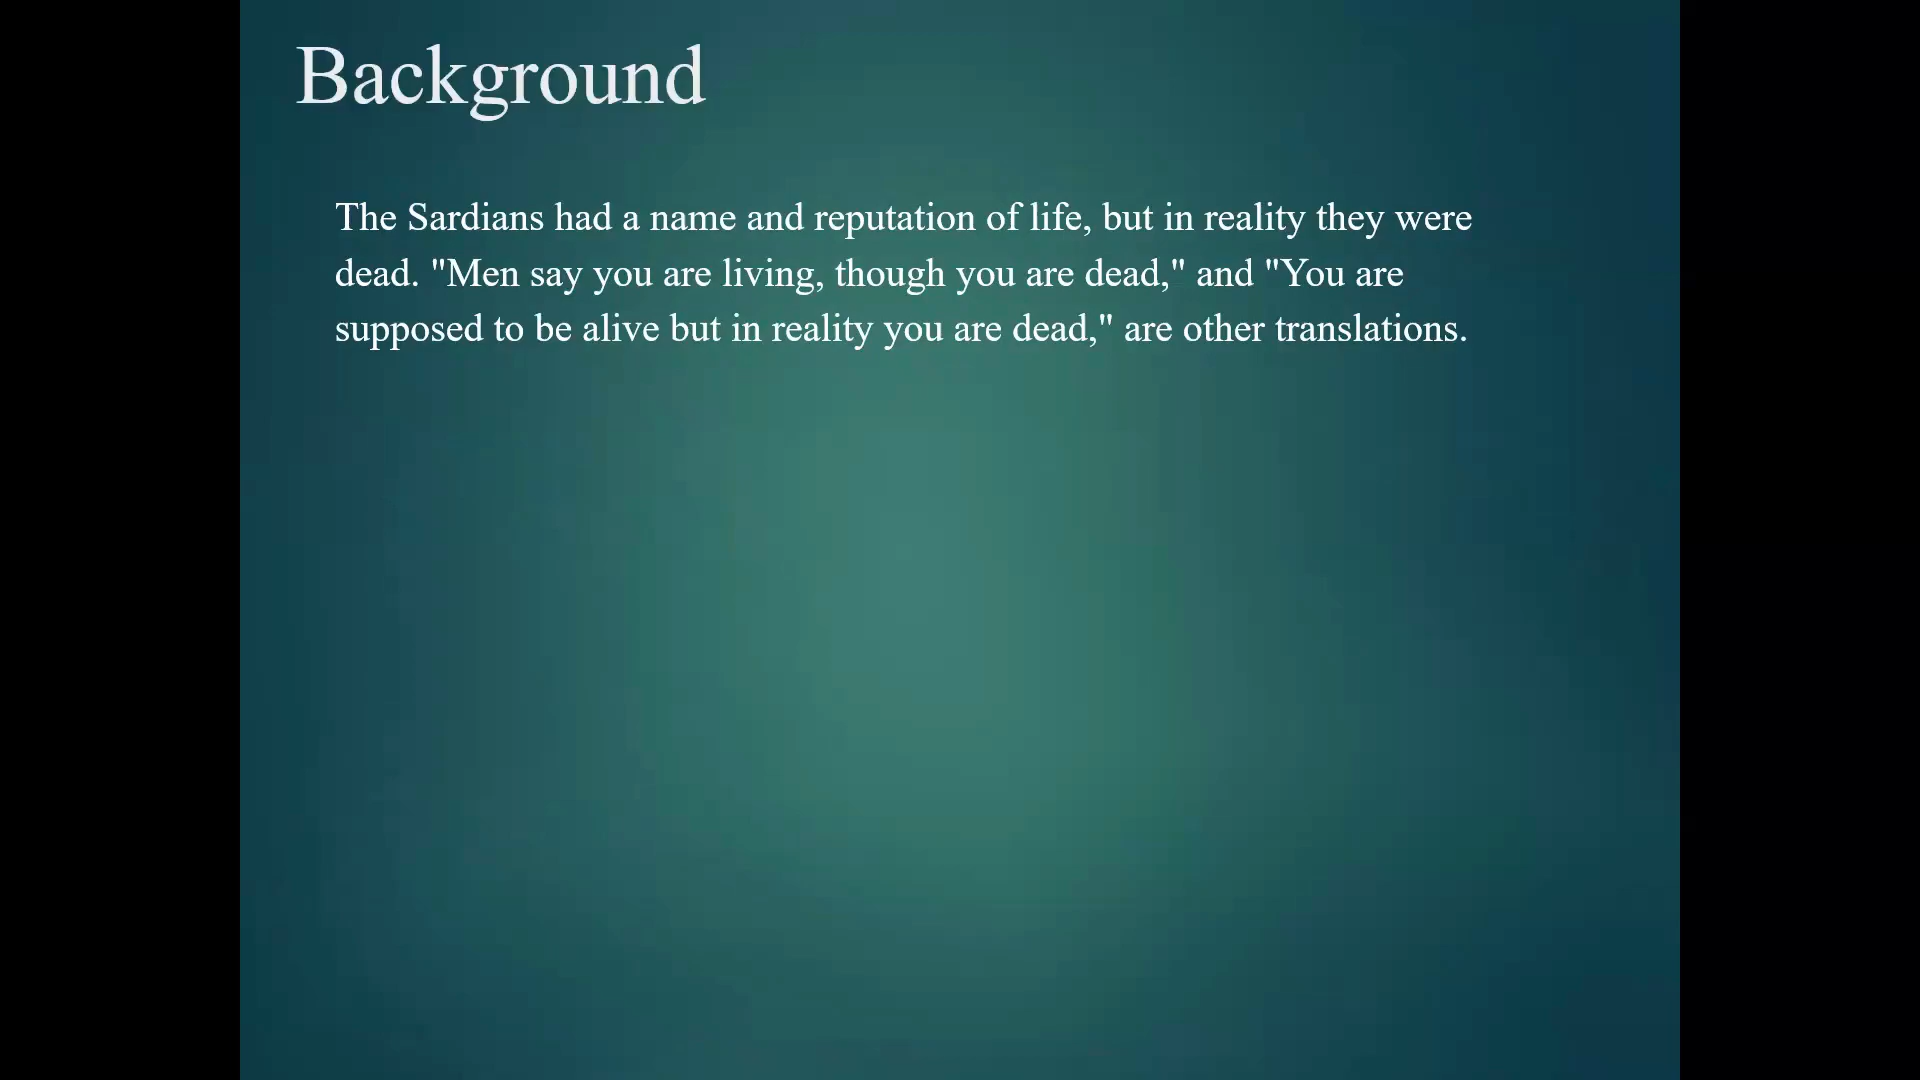 Background
The Sardians had a name and reputation of life, but in reality they were
dead. "Men say you are living, though you are dead," and "You are
supposed to be alive but in reality you are dead," are other translations.